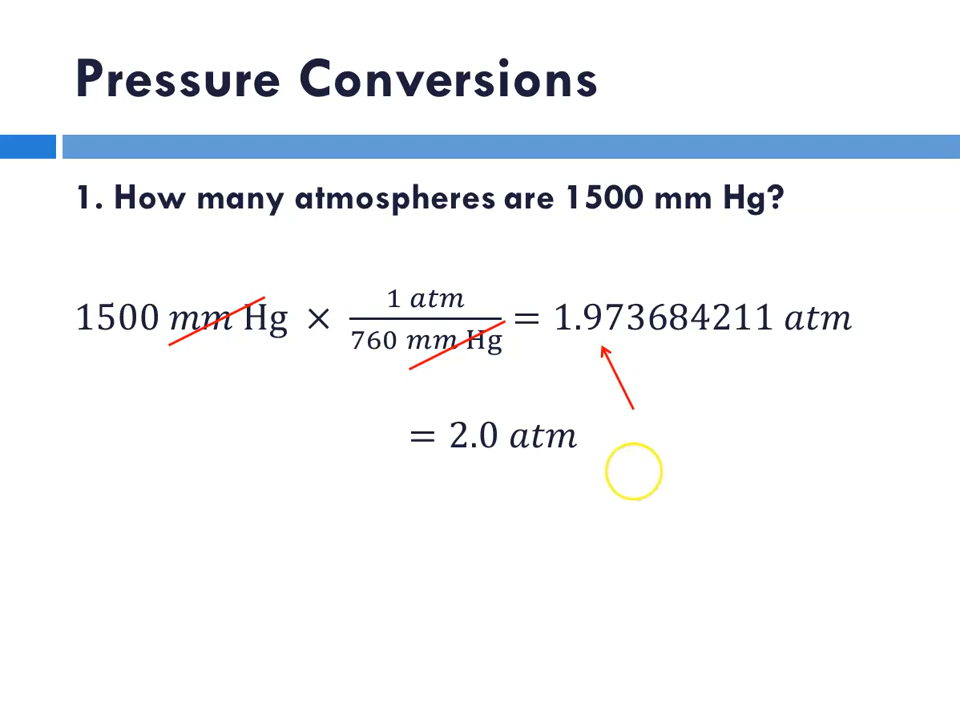 Pressure Conversions
1. How many atmospheres are 1500 mm Hg?
1500 mm Hg × 1 atm / 760 mm Hg = 1.973684211 atm
= 2.0 atm